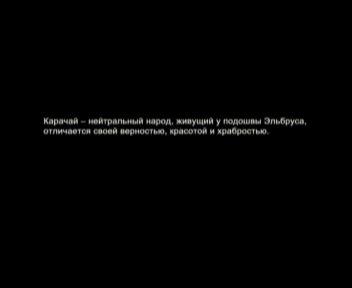 Карачай – нейтральный народ, живущий у подошвы Эльбруса,
отличается своей верностью, красотой и храбростью.